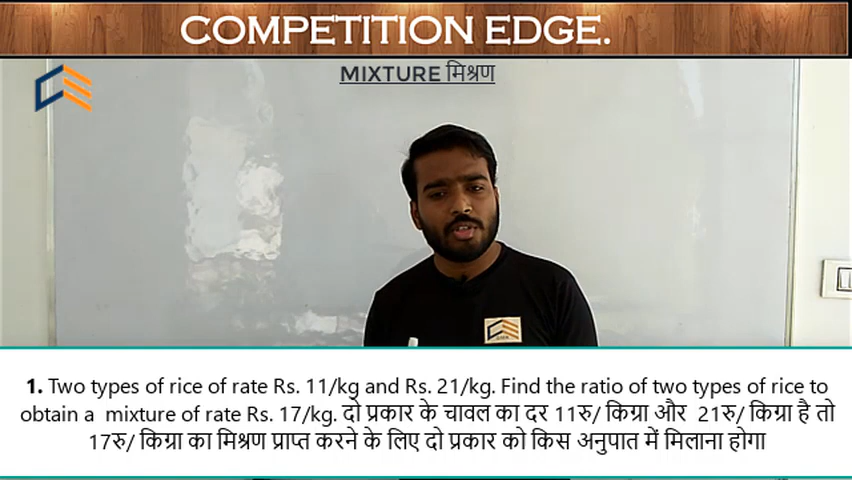 COMPETITION EDGE.
MIXTURE मिश्रण
1. Two types of rice of rate Rs. 11/kg and Rs. 21/kg. Find the ratio of two types of rice to
obtain a mixture of rate Rs. 17/kg. दो प्रकार के चावल का दर 11रु/ किग्रा और 21रु/ किग्रा है तो
17रु/ किग्रा का मिश्रण प्राप्त करने के लिए दो प्रकार को किस अनुपात में मिलाना होगा